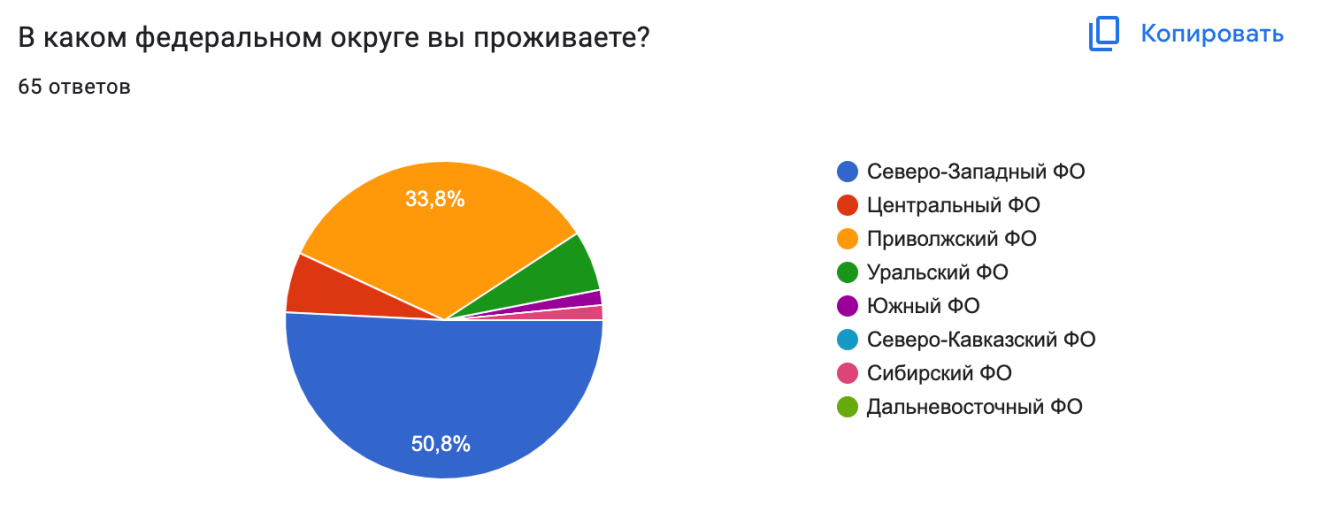 В каком федеральном округе вы проживаете?
Копировать
65 ответов
33,8%
50,8%
Северо-Западный ФО
Центральный ФО
Приволжский ФО
Уральский ФО
Южный ФО
Северо-Кавказский ФО
Сибирский ФО
Дальневосточный ФО